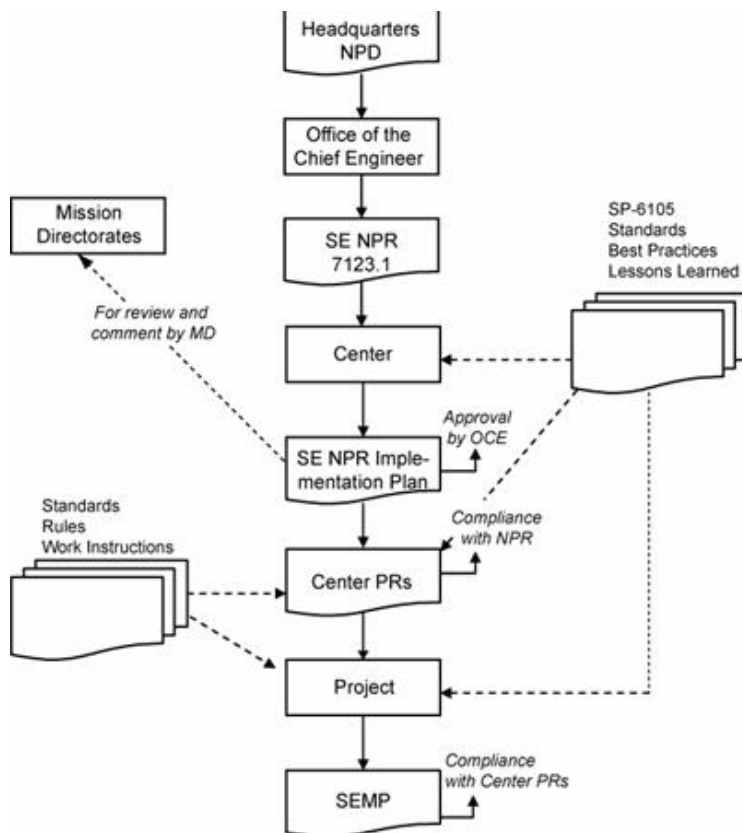 Headquarters
NPD
Office of the
Chief Engineer
Mission
Directorates
SE NPR
7123.1
SP-6105
Standards
Best Practices
Lessons Learned
For review and
comment by MD
Center
Approval
by OCE
SE NPR Imple-
mentation Plan
Standards
Rules
Work Instructions
Compliance
with NPR
Center PRs
Project
Compliance
with Center PRs
SEMP